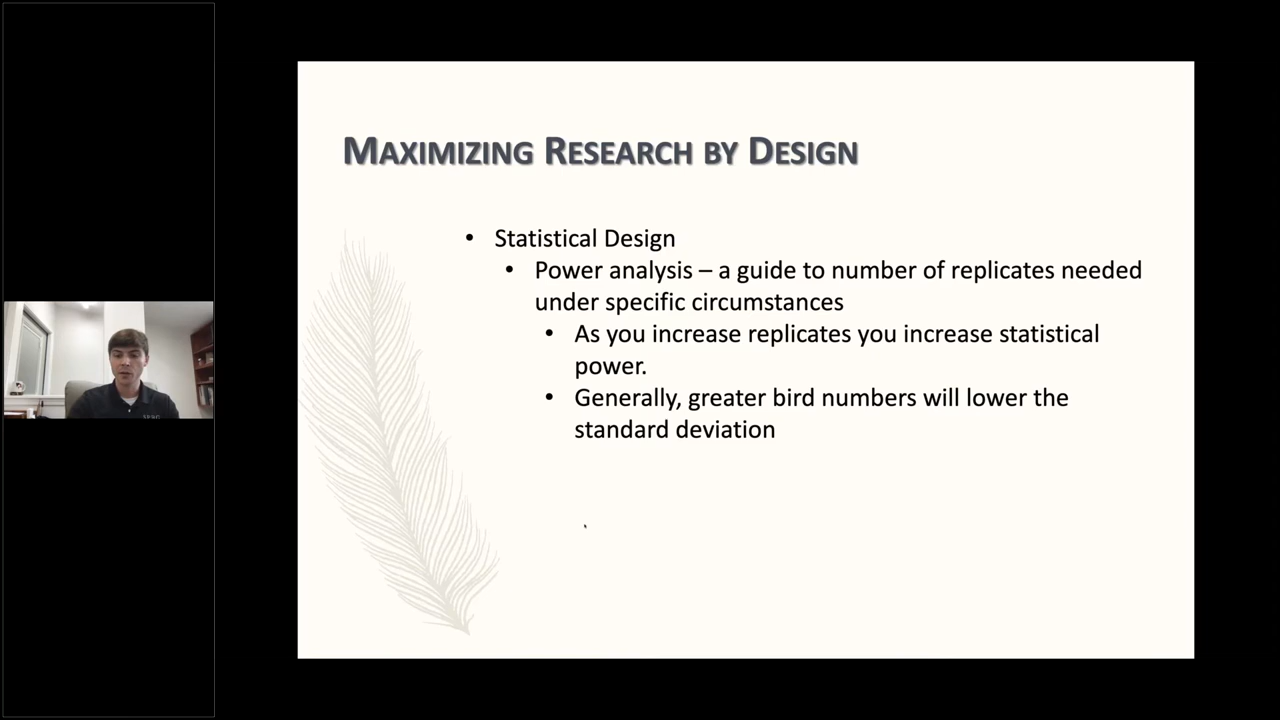 MAXIMIZING RESEARCH BY DESIGN
• Statistical Design
• Power analysis – a guide to number of replicates needed
under specific circumstances
• As you increase replicates you increase statistical
power.
• Generally, greater bird numbers will lower the
standard deviation